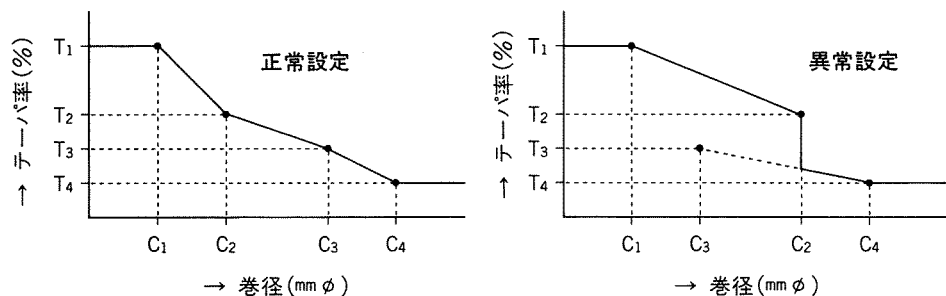 → テーパ率(%)
T1
T2
T3
T4
正常設定
C1
C2
C3
C4
→ 巻径(mmφ)
→ テーパ率(%)
T1
T2
T3
T4
異常設定
C1
C3
C2
C4
→ 巻径(mmφ)